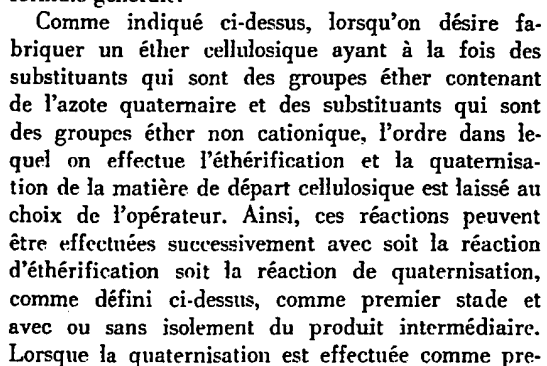 Comme indiqué ci-dessus, lorsqu'on désire fa-
briquer un éther cellulosique ayant à la fois des
substituants qui sont des groupes éther contenant
de l'azote quaternaire et des substituants qui sont
des groupes éther non cationique, l'ordre dans le-
quel on effectue l'éthérification et la quaternisa-
tion de la matière de départ cellulosique est laissé au
choix de l'opérateur. Ainsi, ces réactions peuvent
être effectuées successivement avec soit la réaction
d'éthérification soit la réaction de quaternisation,
comme défini ci-dessus, comme premier stade et
avec ou sans isolement du produit intermédiaire.
Lorsque la quaternisation est effectuée comme pre-